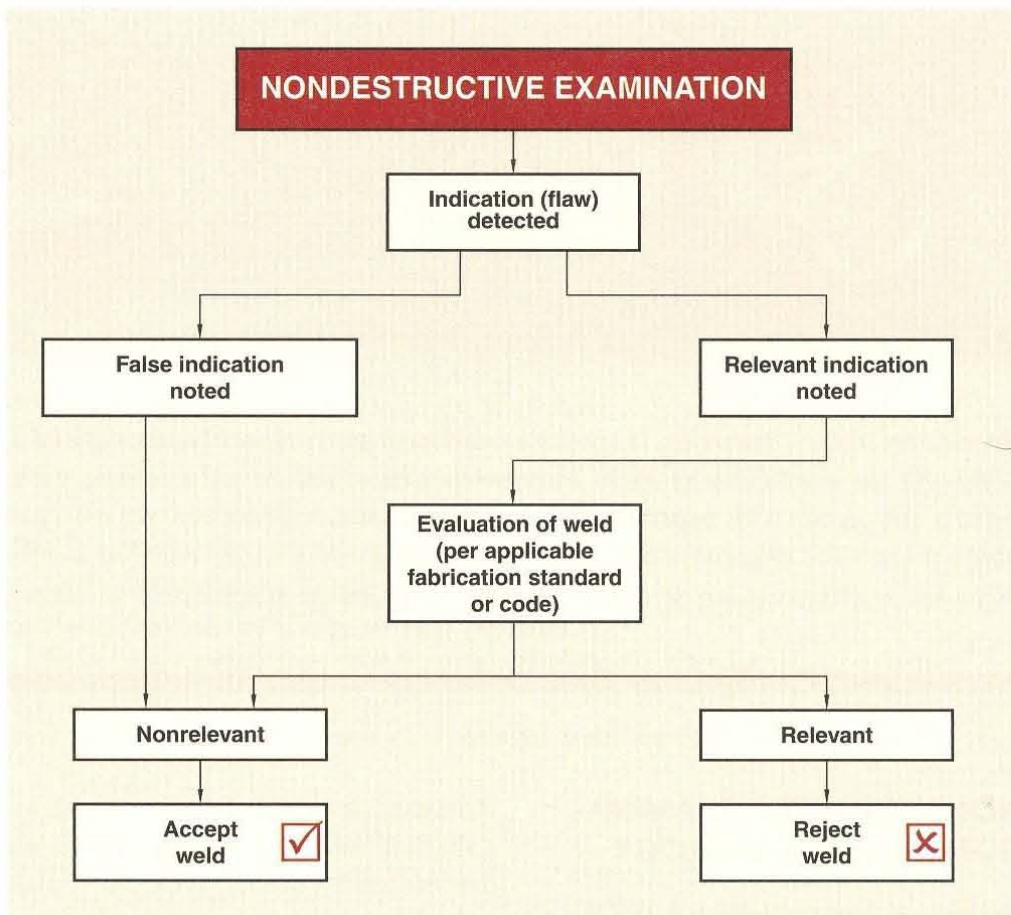 NONDESTRUCTIVE EXAMINATION
Indication (flaw)
detected
False indication
noted
Relevant indication
noted
Evaluation of weld
(per applicable
fabrication standard
or code)
Nonrelevant
Relevant
Accept
weld
Reject
weld